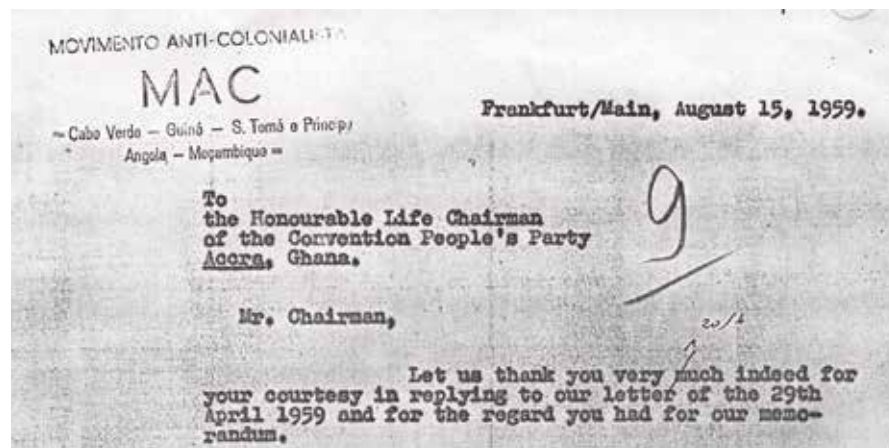 MOVIMENTO ANTI-COLONIALISTA
MAC
— Cabo Verde — Guiné — S. Tomé e Princip/
Angola — Moçambique —
Frankfurt/Main, August 15, 1959.
9
To
the Honourable Life Chairman
of the Convention People's Party
Accra, Ghana.
Mr. Chairman,
Let us thank you very much indeed for
your courtesy in replying to our letter of the 29th
April 1959 and for the regard you had for our memo-
randum.